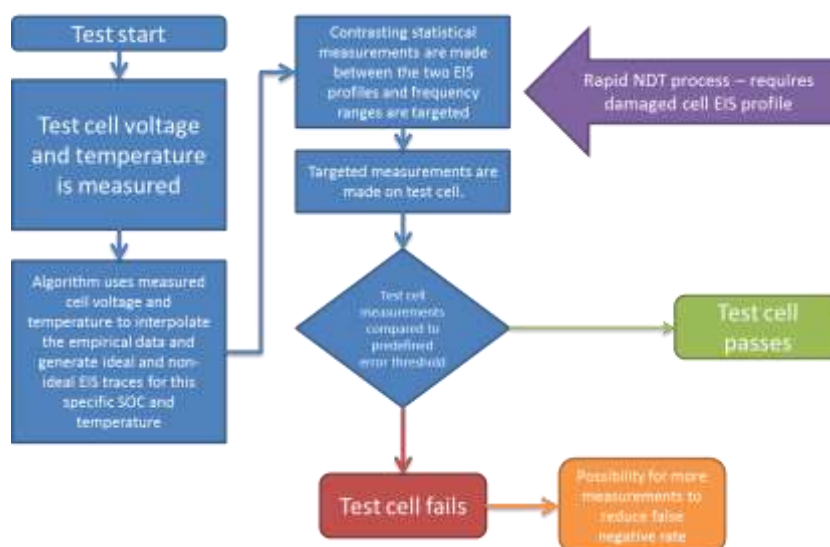 Test start
Test cell voltage
and temperature
is measured
Algorithm uses measured
cell voltage and
temperature to interpolate
the empirical data and
generate ideal and non-
ideal EIS traces for this
specific SOC and
temperature
Contrasting statistical
measurements are made
between the two EIS
profiles and frequency
ranges are targeted
Rapid NDT process – requires
damaged cell EIS profile
Targeted measurements are
made on test cell.
Test cell
measurements
compared to
predefined
error threshold
Test cell
passes
Test cell fails
Possibility for more
measurements to
reduce false
negative rate